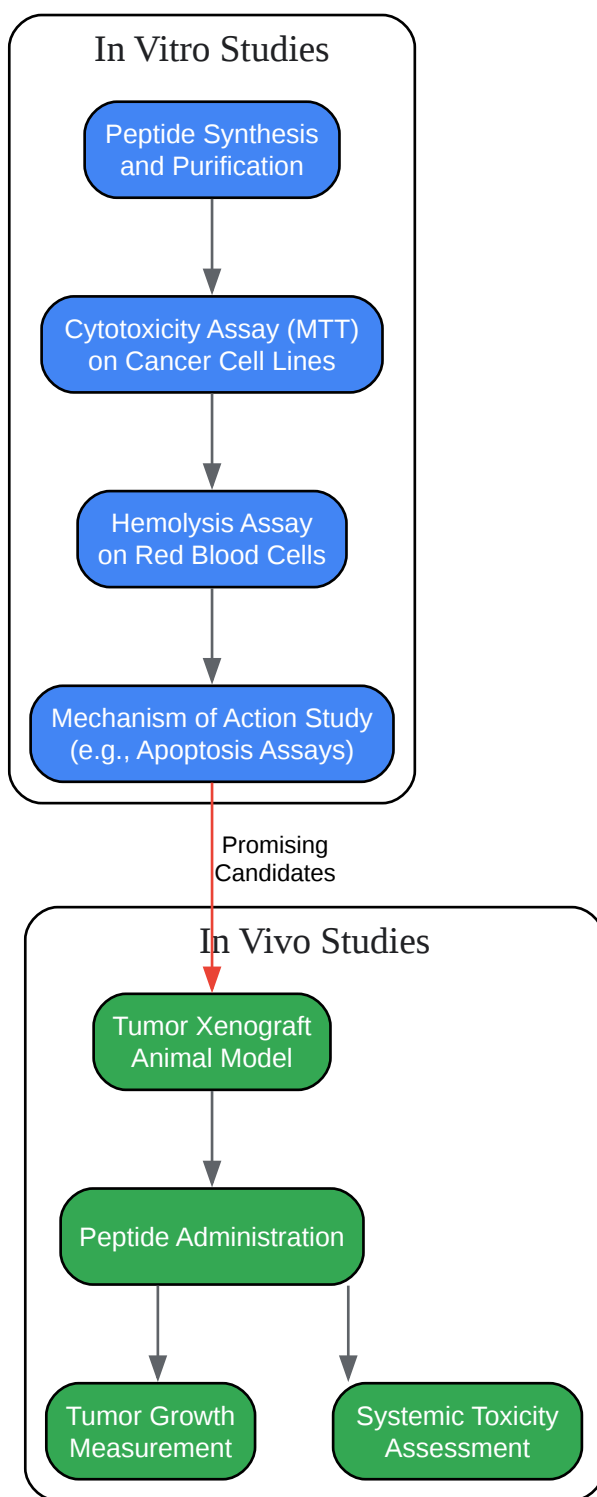 In Vitro Studies
Peptide Synthesis
and Purification
Cytotoxicity Assay (MTT)
on Cancer Cell Lines
Hemolysis Assay
on Red Blood Cells
Mechanism of Action Study
(e.g., Apoptosis Assays)
Promising
Candidates
In Vivo Studies
Tumor Xenograft
Animal Model
Peptide Administration
Tumor Growth
Measurement
Systemic Toxicity
Assessment